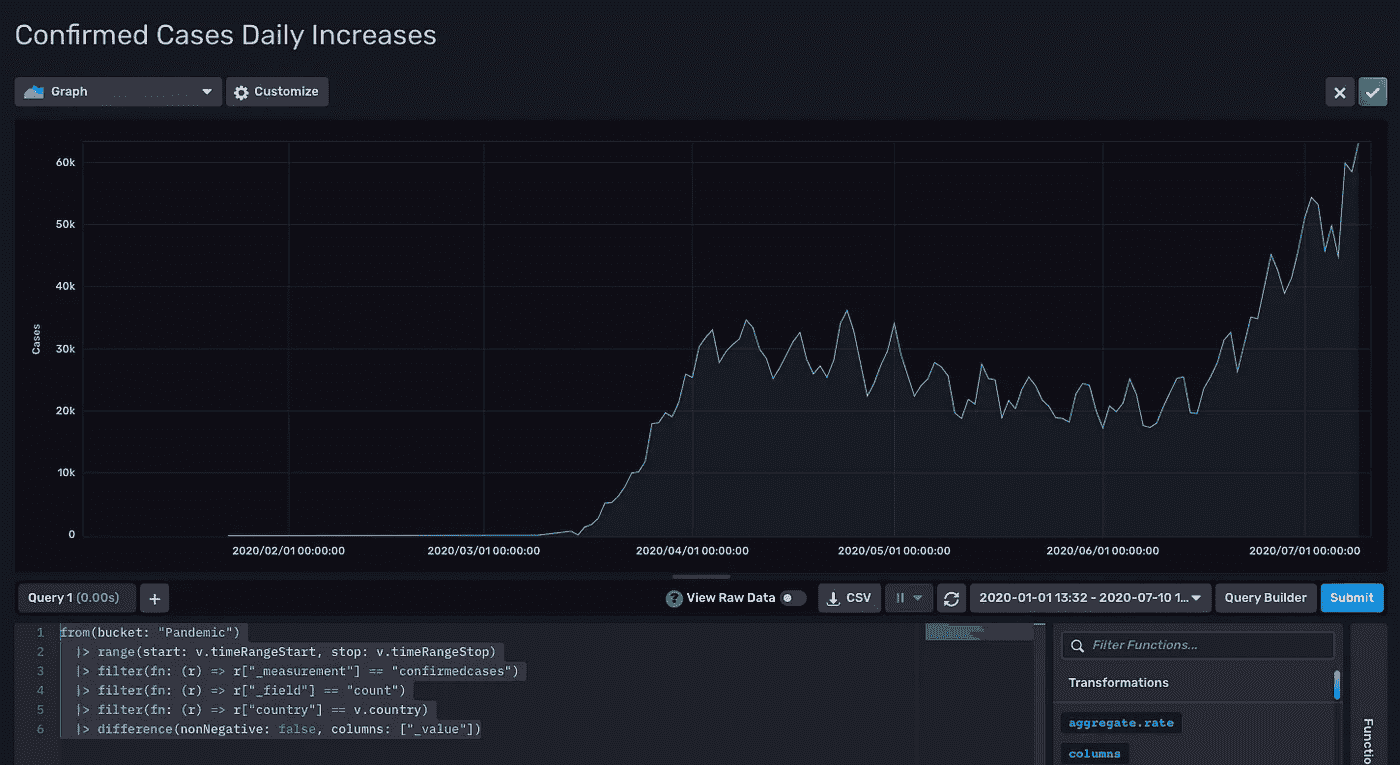 Confirmed Cases Daily Increases
Graph
Customize
60k
50k
40k
30k
20k
10k
0
Cases
2020/02/01 00:00:00
2020/03/01 00:00:00
2020/04/01 00:00:00
2020/05/01 00:00:00
2020/06/01 00:00:00
2020/07/01 00:00:00
Query 1 (0.00s)
+
? View Raw Data
CSV
2020-01-01 13:32 - 2020-07-10 1...
Query Builder
Submit
1 from(bucket: "Pandemic")
2 |> range(start: v.timeRangeStart, stop: v.timeRangeStop)
3 |> filter(fn: (r) => r["_measurement"] == "confirmedcases")
4 |> filter(fn: (r) => r["_field"] == "count")
5 |> filter(fn: (r) => r["country"] == v.country)
6 |> difference(nonNegative: false, columns: ["_value"])
Filter Functions...
Transformations
aggregate.rate
columns
Functio